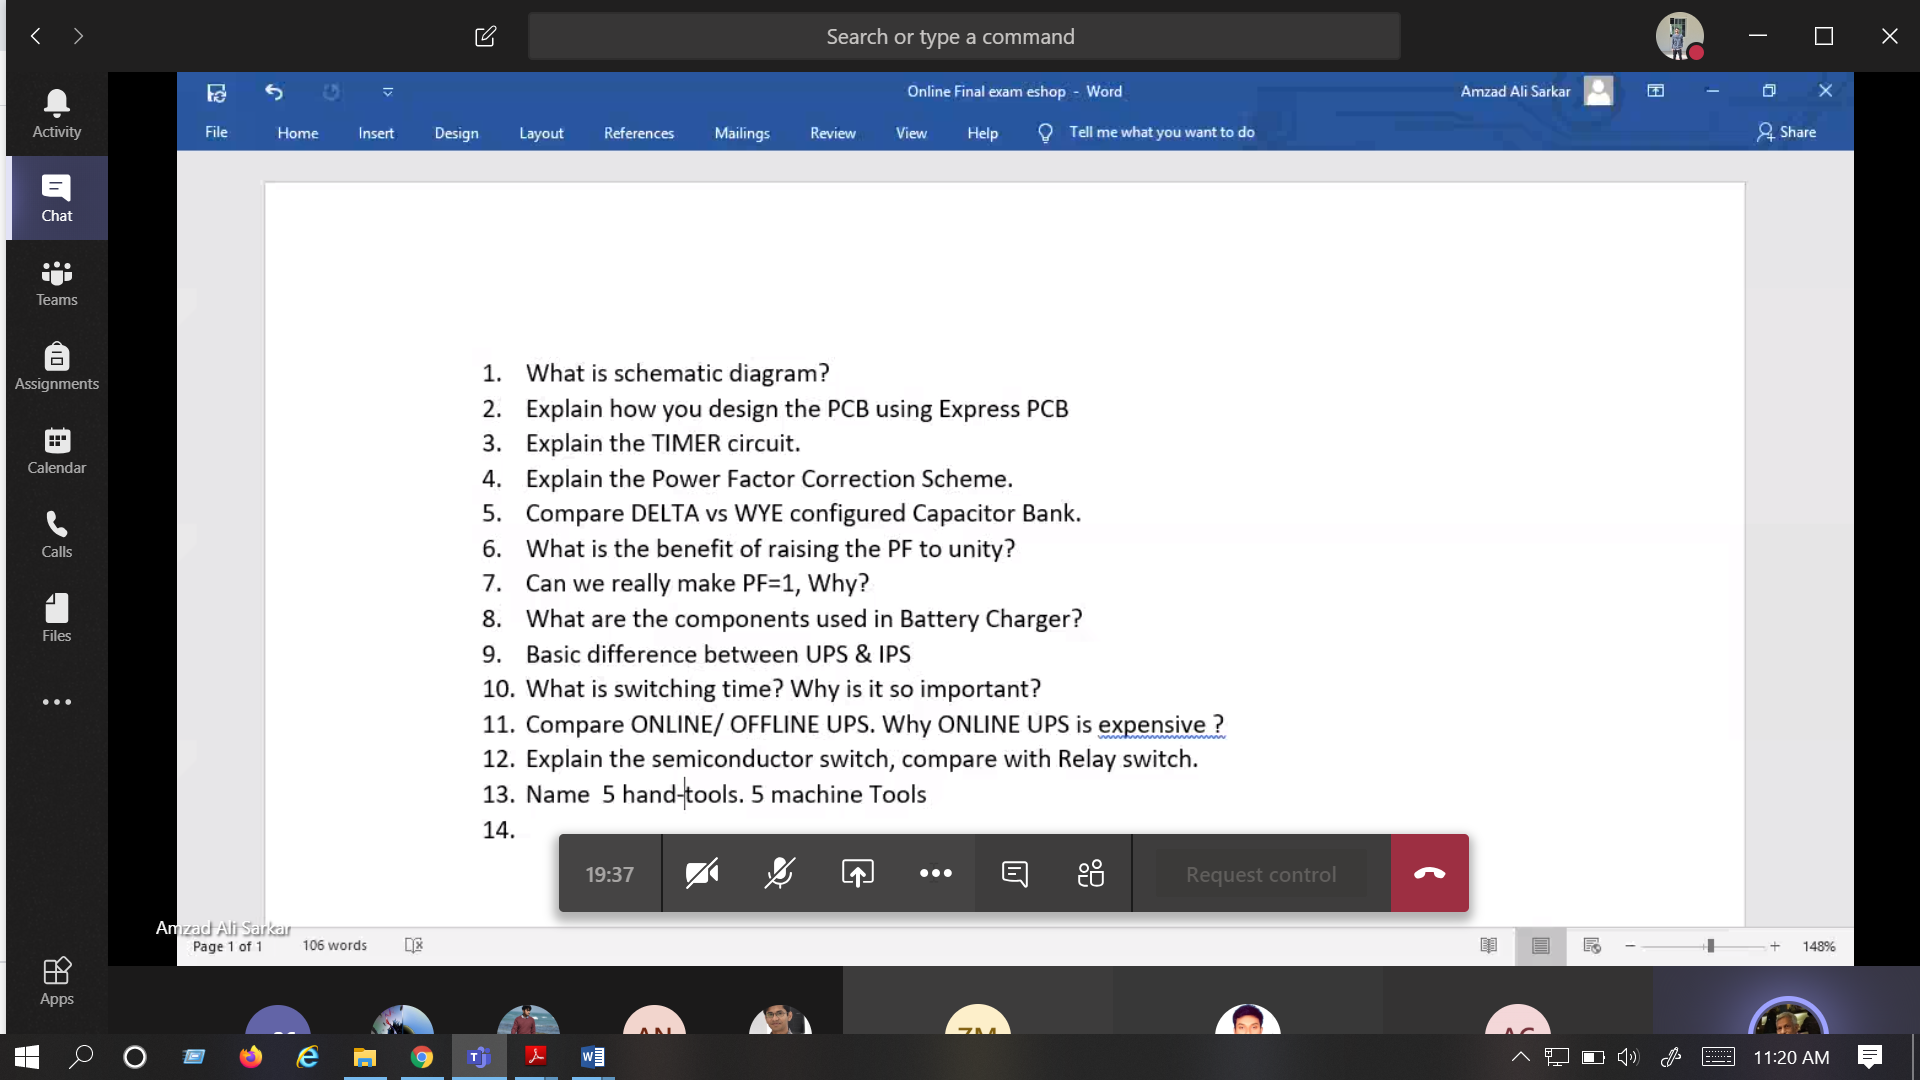 Search or type a command
Online Final exam eshop - Word
Amzad Ali Sarkar
File Home Insert Design Layout References Mailings Review View Help Tell me what you want to do Share
Activity
Chat
Teams
Assignments
Calendar
Calls
Files
Apps
1. What is schematic diagram?
2. Explain how you design the PCB using Express PCB
3. Explain the TIMER circuit.
4. Explain the Power Factor Correction Scheme.
5. Compare DELTA vs WYE configured Capacitor Bank.
6. What is the benefit of raising the PF to unity?
7. Can we really make PF=1, Why?
8. What are the components used in Battery Charger?
9. Basic difference between UPS & IPS
10. What is switching time? Why is it so important?
11. Compare ONLINE/ OFFLINE UPS. Why ONLINE UPS is expensive ?
12. Explain the semiconductor switch, compare with Relay switch.
13. Name  5 hand-tools. 5 machine Tools
14.
19:37
Request control
Amzad Ali Sarkar
Page 1 of 1 106 words
148%
AN ZM
11:20 AM